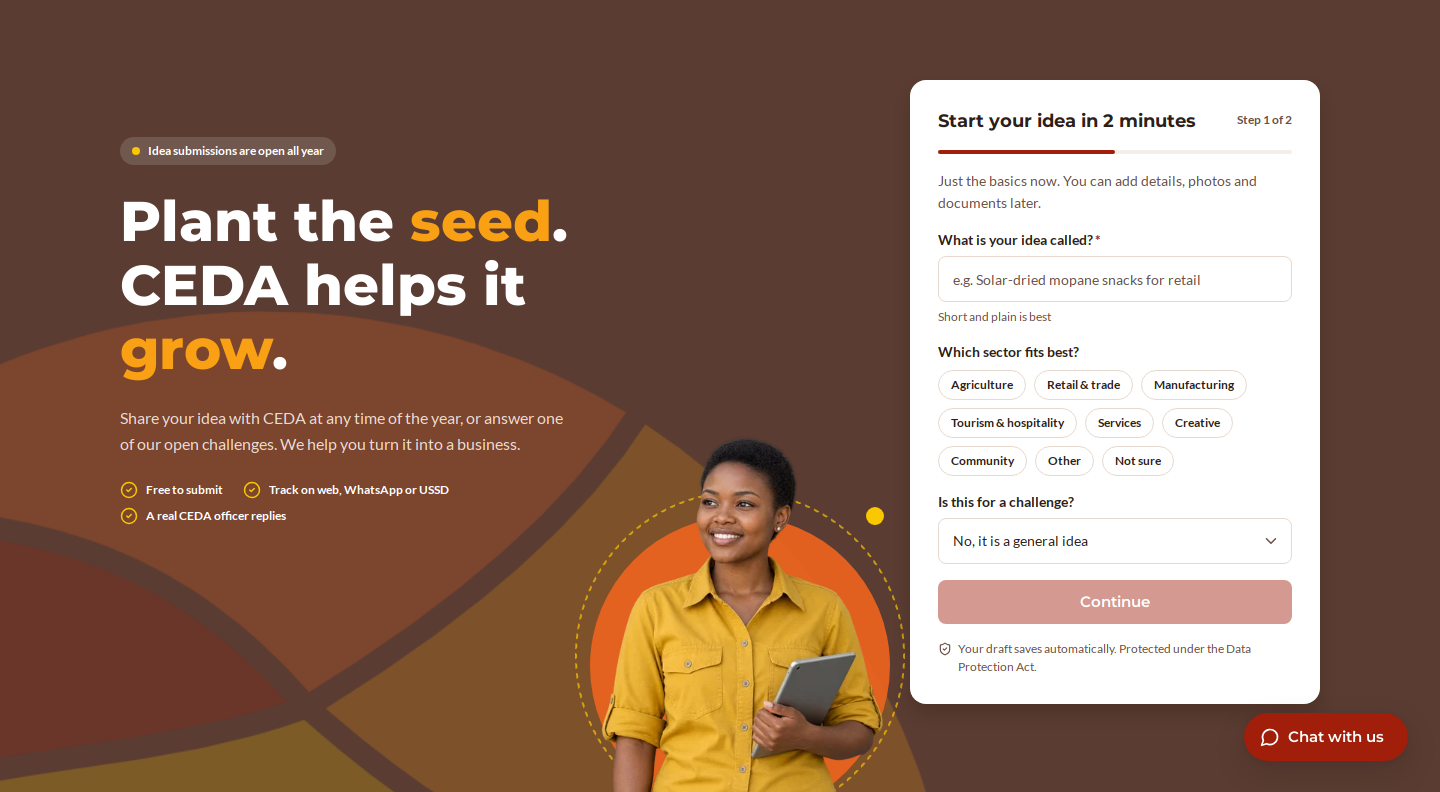 Idea submissions are open all year
Plant the seed.
CEDA helps it
grow.
Share your idea with CEDA at any time of the year, or answer one
of our open challenges. We help you turn it into a business.
Free to submit
Track on web, WhatsApp or USSD
A real CEDA officer replies
Start your idea in 2 minutes
Step 1 of 2
Just the basics now. You can add details, photos and
documents later.
What is your idea called? *
e.g. Solar-dried mopane snacks for retail
Short and plain is best
Which sector fits best?
Agriculture
Retail & trade
Manufacturing
Tourism & hospitality
Services
Creative
Community
Other
Not sure
Is this for a challenge?
No, it is a general idea
Continue
Your draft saves automatically. Protected under the Data
Protection Act.
Chat with us